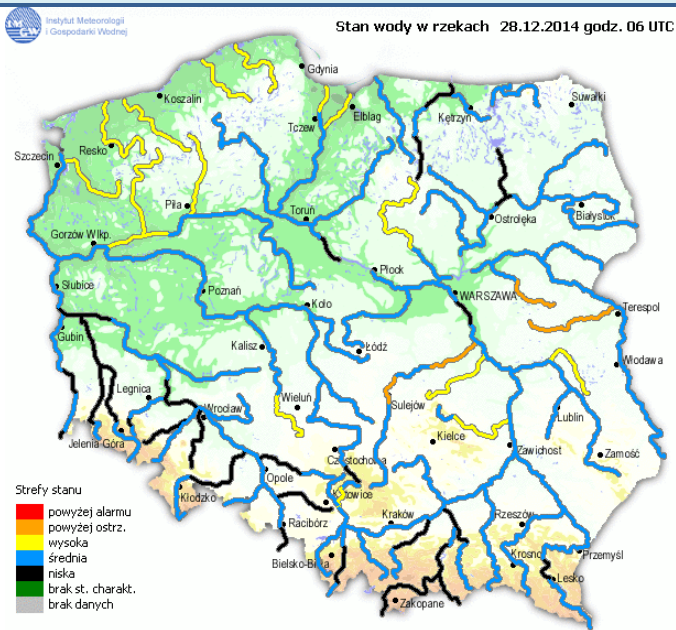 Instytut Meteorologii
i Gospodarki Wodnej
IMGW
Stan wody w rzekach 28.12.2014 godz. 06 UTC
Gdynia
Koszalin
Suwałki
Elbląg
Kętrzyn
Tczew
Resko
Szczecin
Piła
Toruń
Ostrołęka
Białystok
Gorzów Wlkp.
Płock
Słubice
Poznań
WARSZAWA
Koło
Terespol
Gubin
Kalisz
Łódź
Włodawa
Legnica
Wieluń
Sulejów
Wrocław
Lublin
Jelenia Góra
Kielce
Zawichost
Częstochowa
Zamość
Opole
Kłodzko
Katowice
Racibórz
Kraków
Rzeszów
Bielsko-Biała
Krosno
Przemyśl
Lesko
Zakopane
Strefy stanu
powyżej alarmu
powyżej ostrz.
wysoka
średnia
niska
brak st. charakt.
brak danych